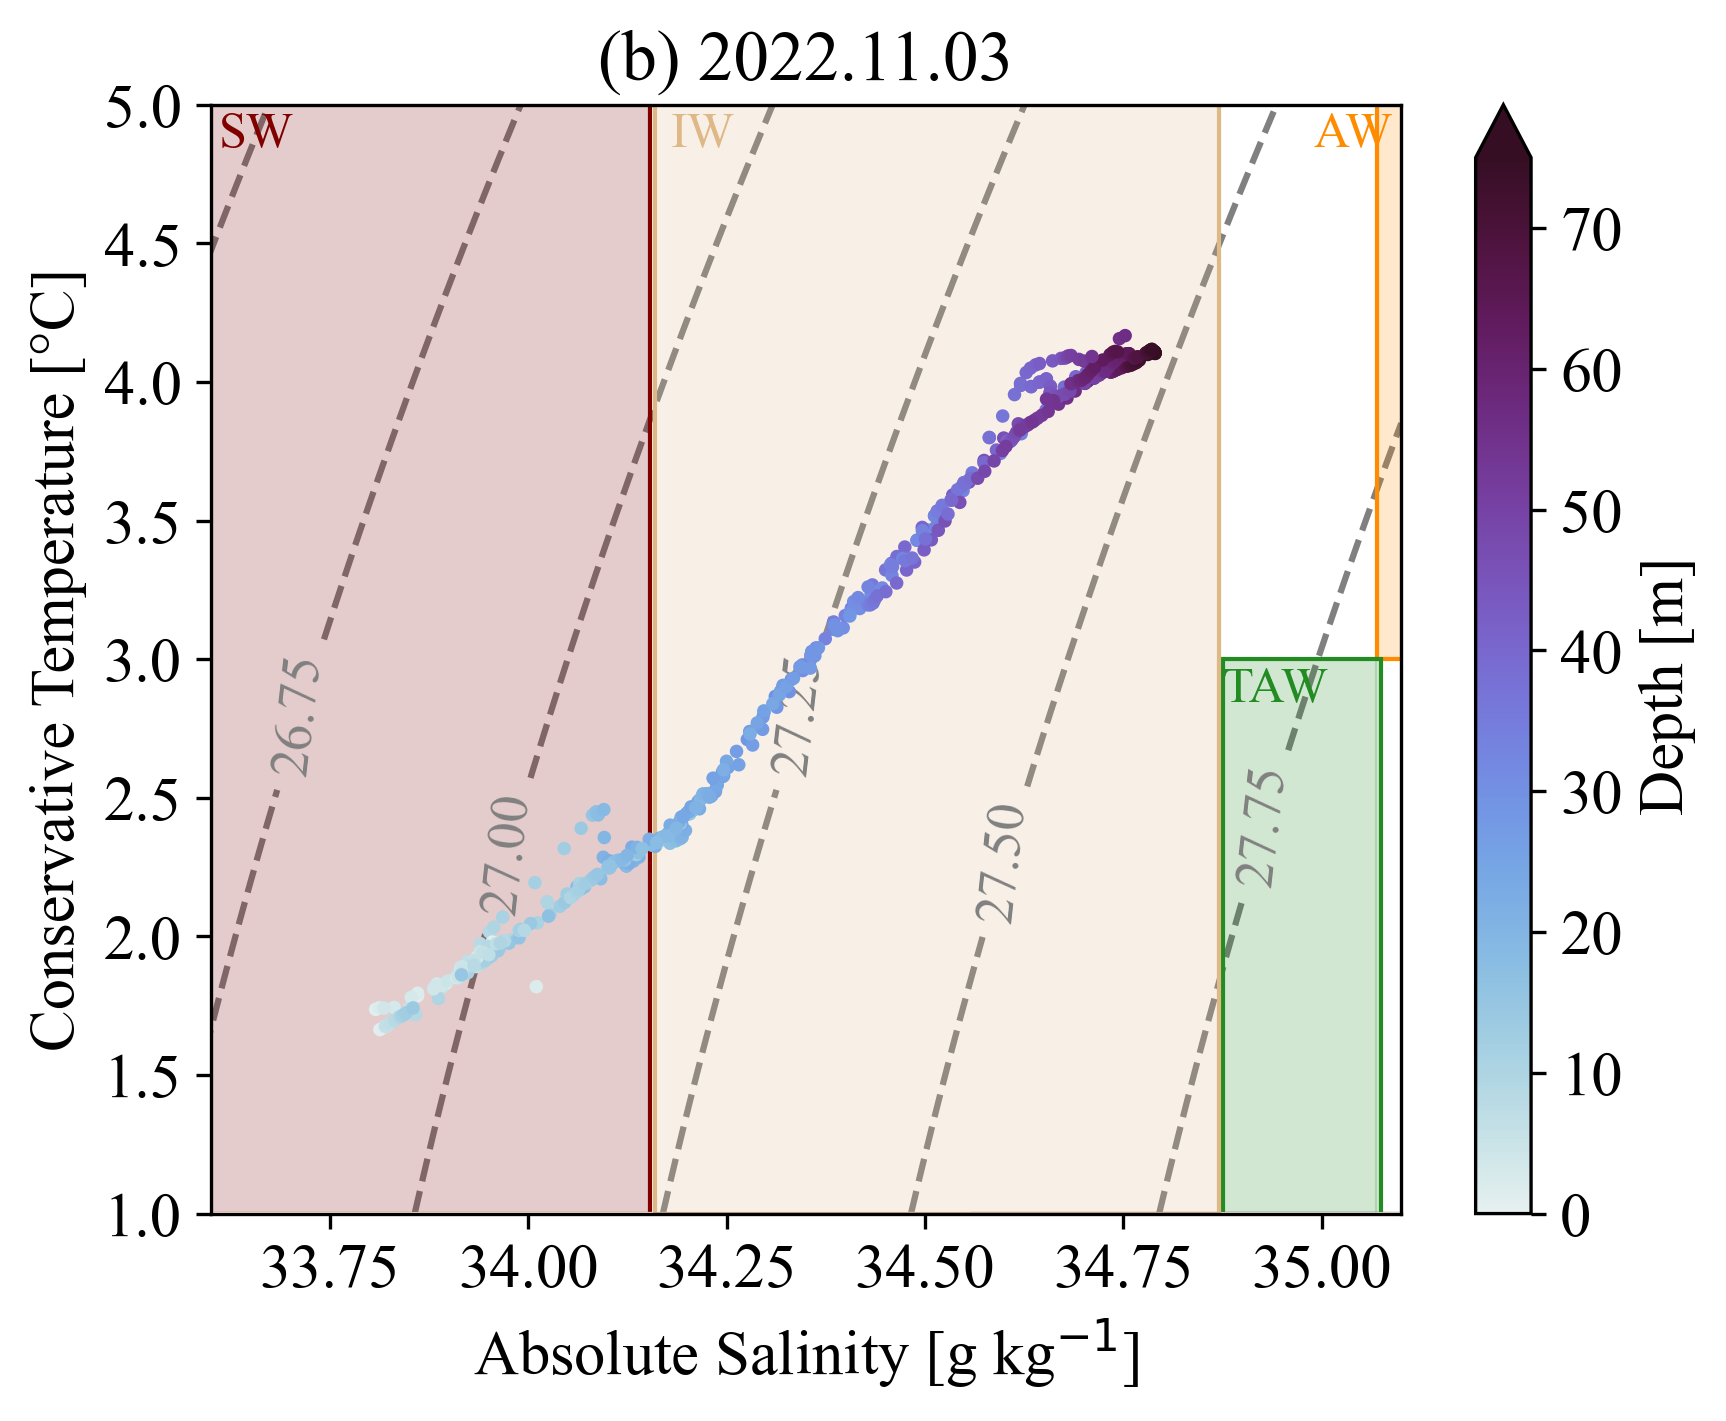 (b) 2022.11.03
5.0
4.5
4.0
3.5
3.0
2.5
2.0
1.5
1.0
Conservative Temperature [°C]
SW
IW
AW
TAW
26.75
27.00
27.25
27.50
27.75
33.75 34.00 34.25 34.50 34.75 35.00
Absolute Salinity [g kg⁻¹]
70
60
50
40
30
20
10
0
Depth [m]